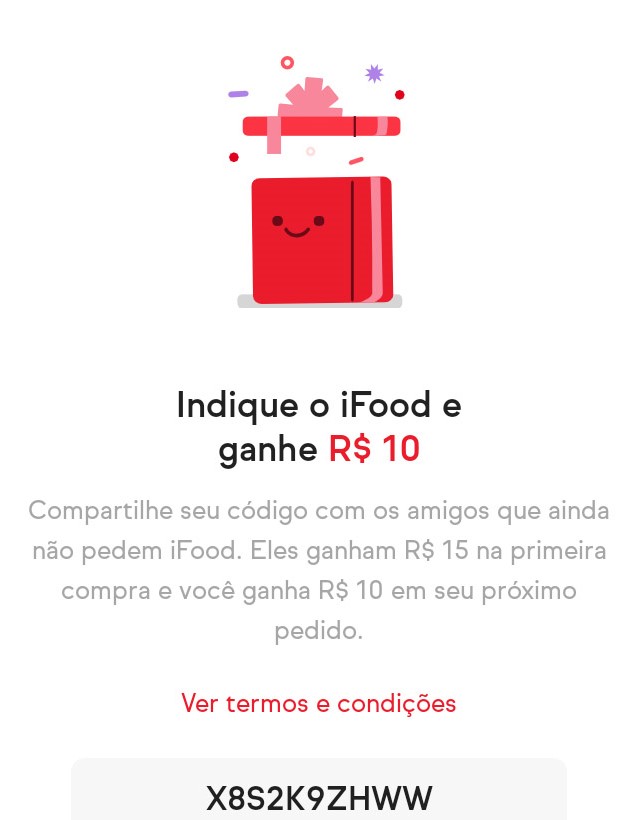 Indique o iFood e
ganhe R$ 10
Compartilhe seu código com os amigos que ainda
não pedem iFood. Eles ganham R$ 15 na primeira
compra e você ganha R$ 10 em seu próximo
pedido.
Ver termos e condições
X8S2K9ZHWW